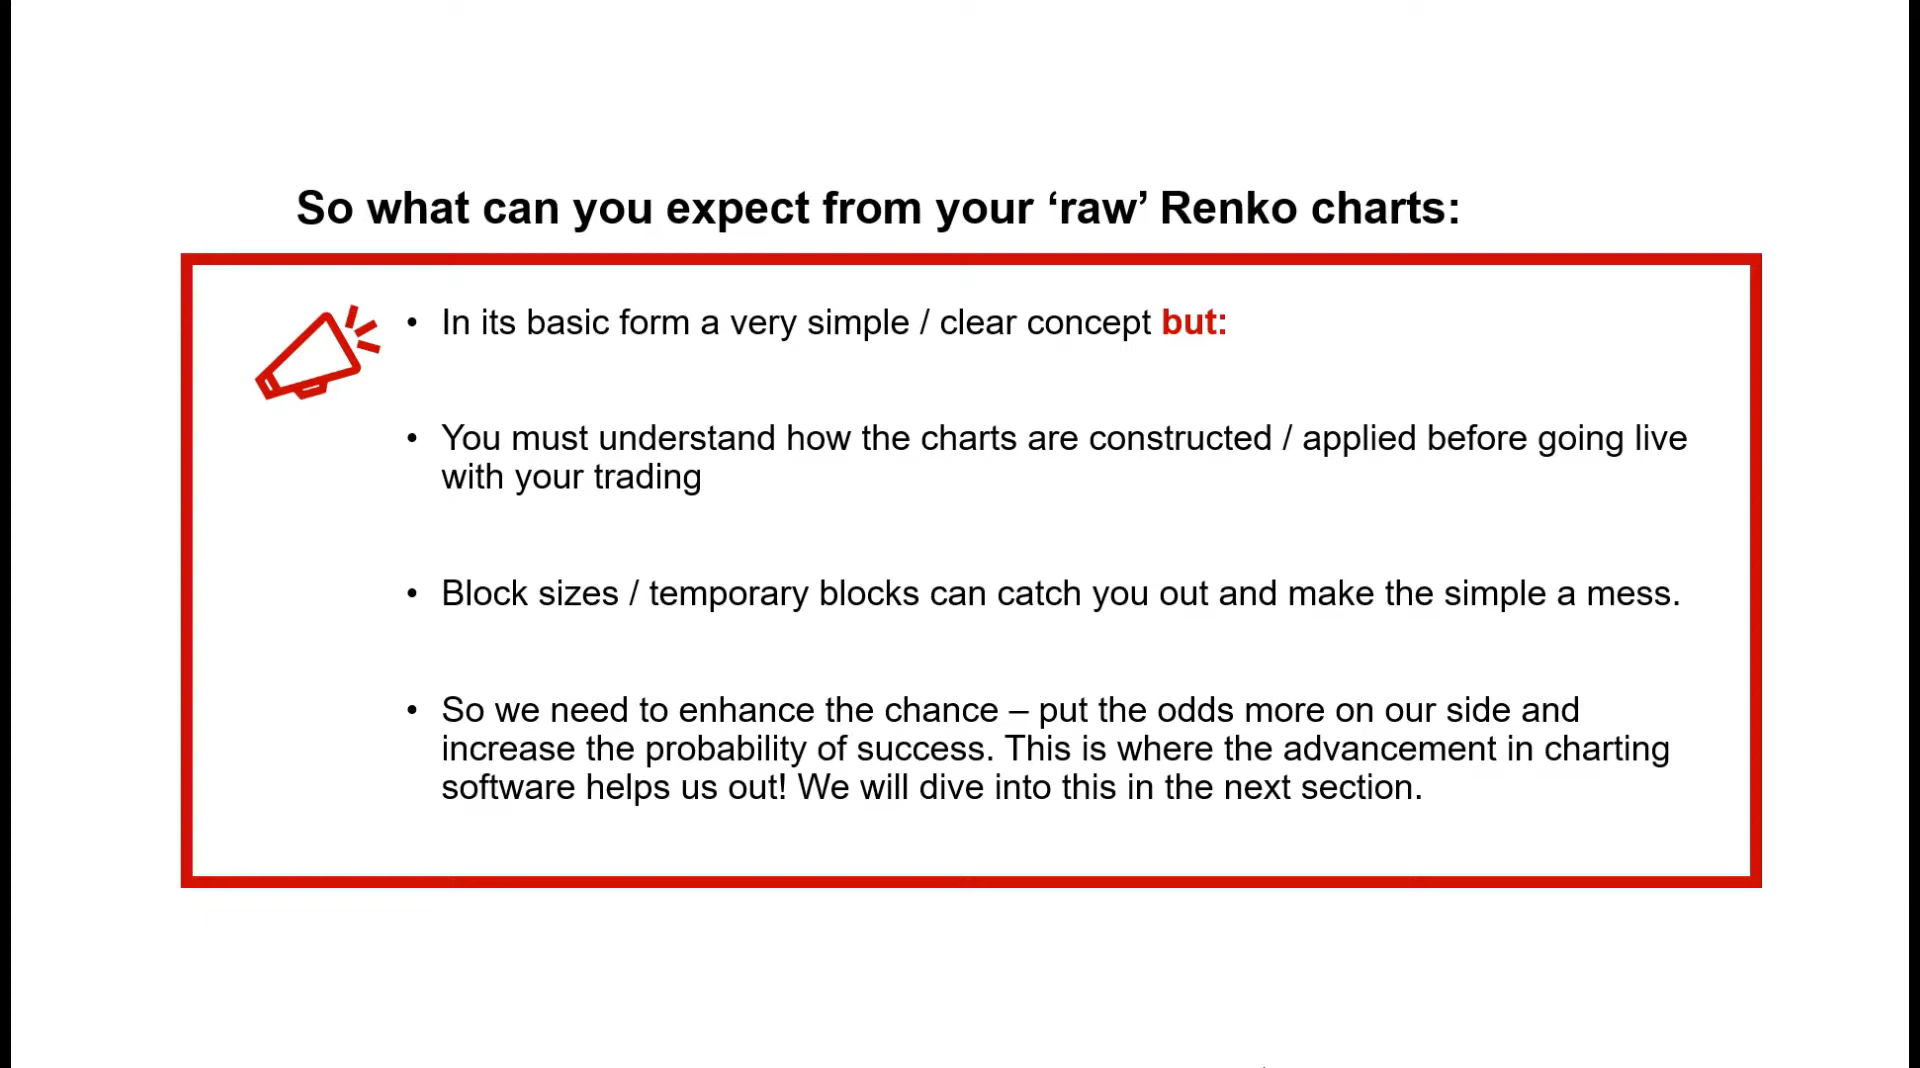 So what can you expect from your ‘raw’ Renko charts:
• In its basic form a very simple / clear concept but:
• You must understand how the charts are constructed / applied before going live
with your trading
• Block sizes / temporary blocks can catch you out and make the simple a mess.
• So we need to enhance the chance – put the odds more on our side and
increase the probability of success. This is where the advancement in charting
software helps us out! We will dive into this in the next section.